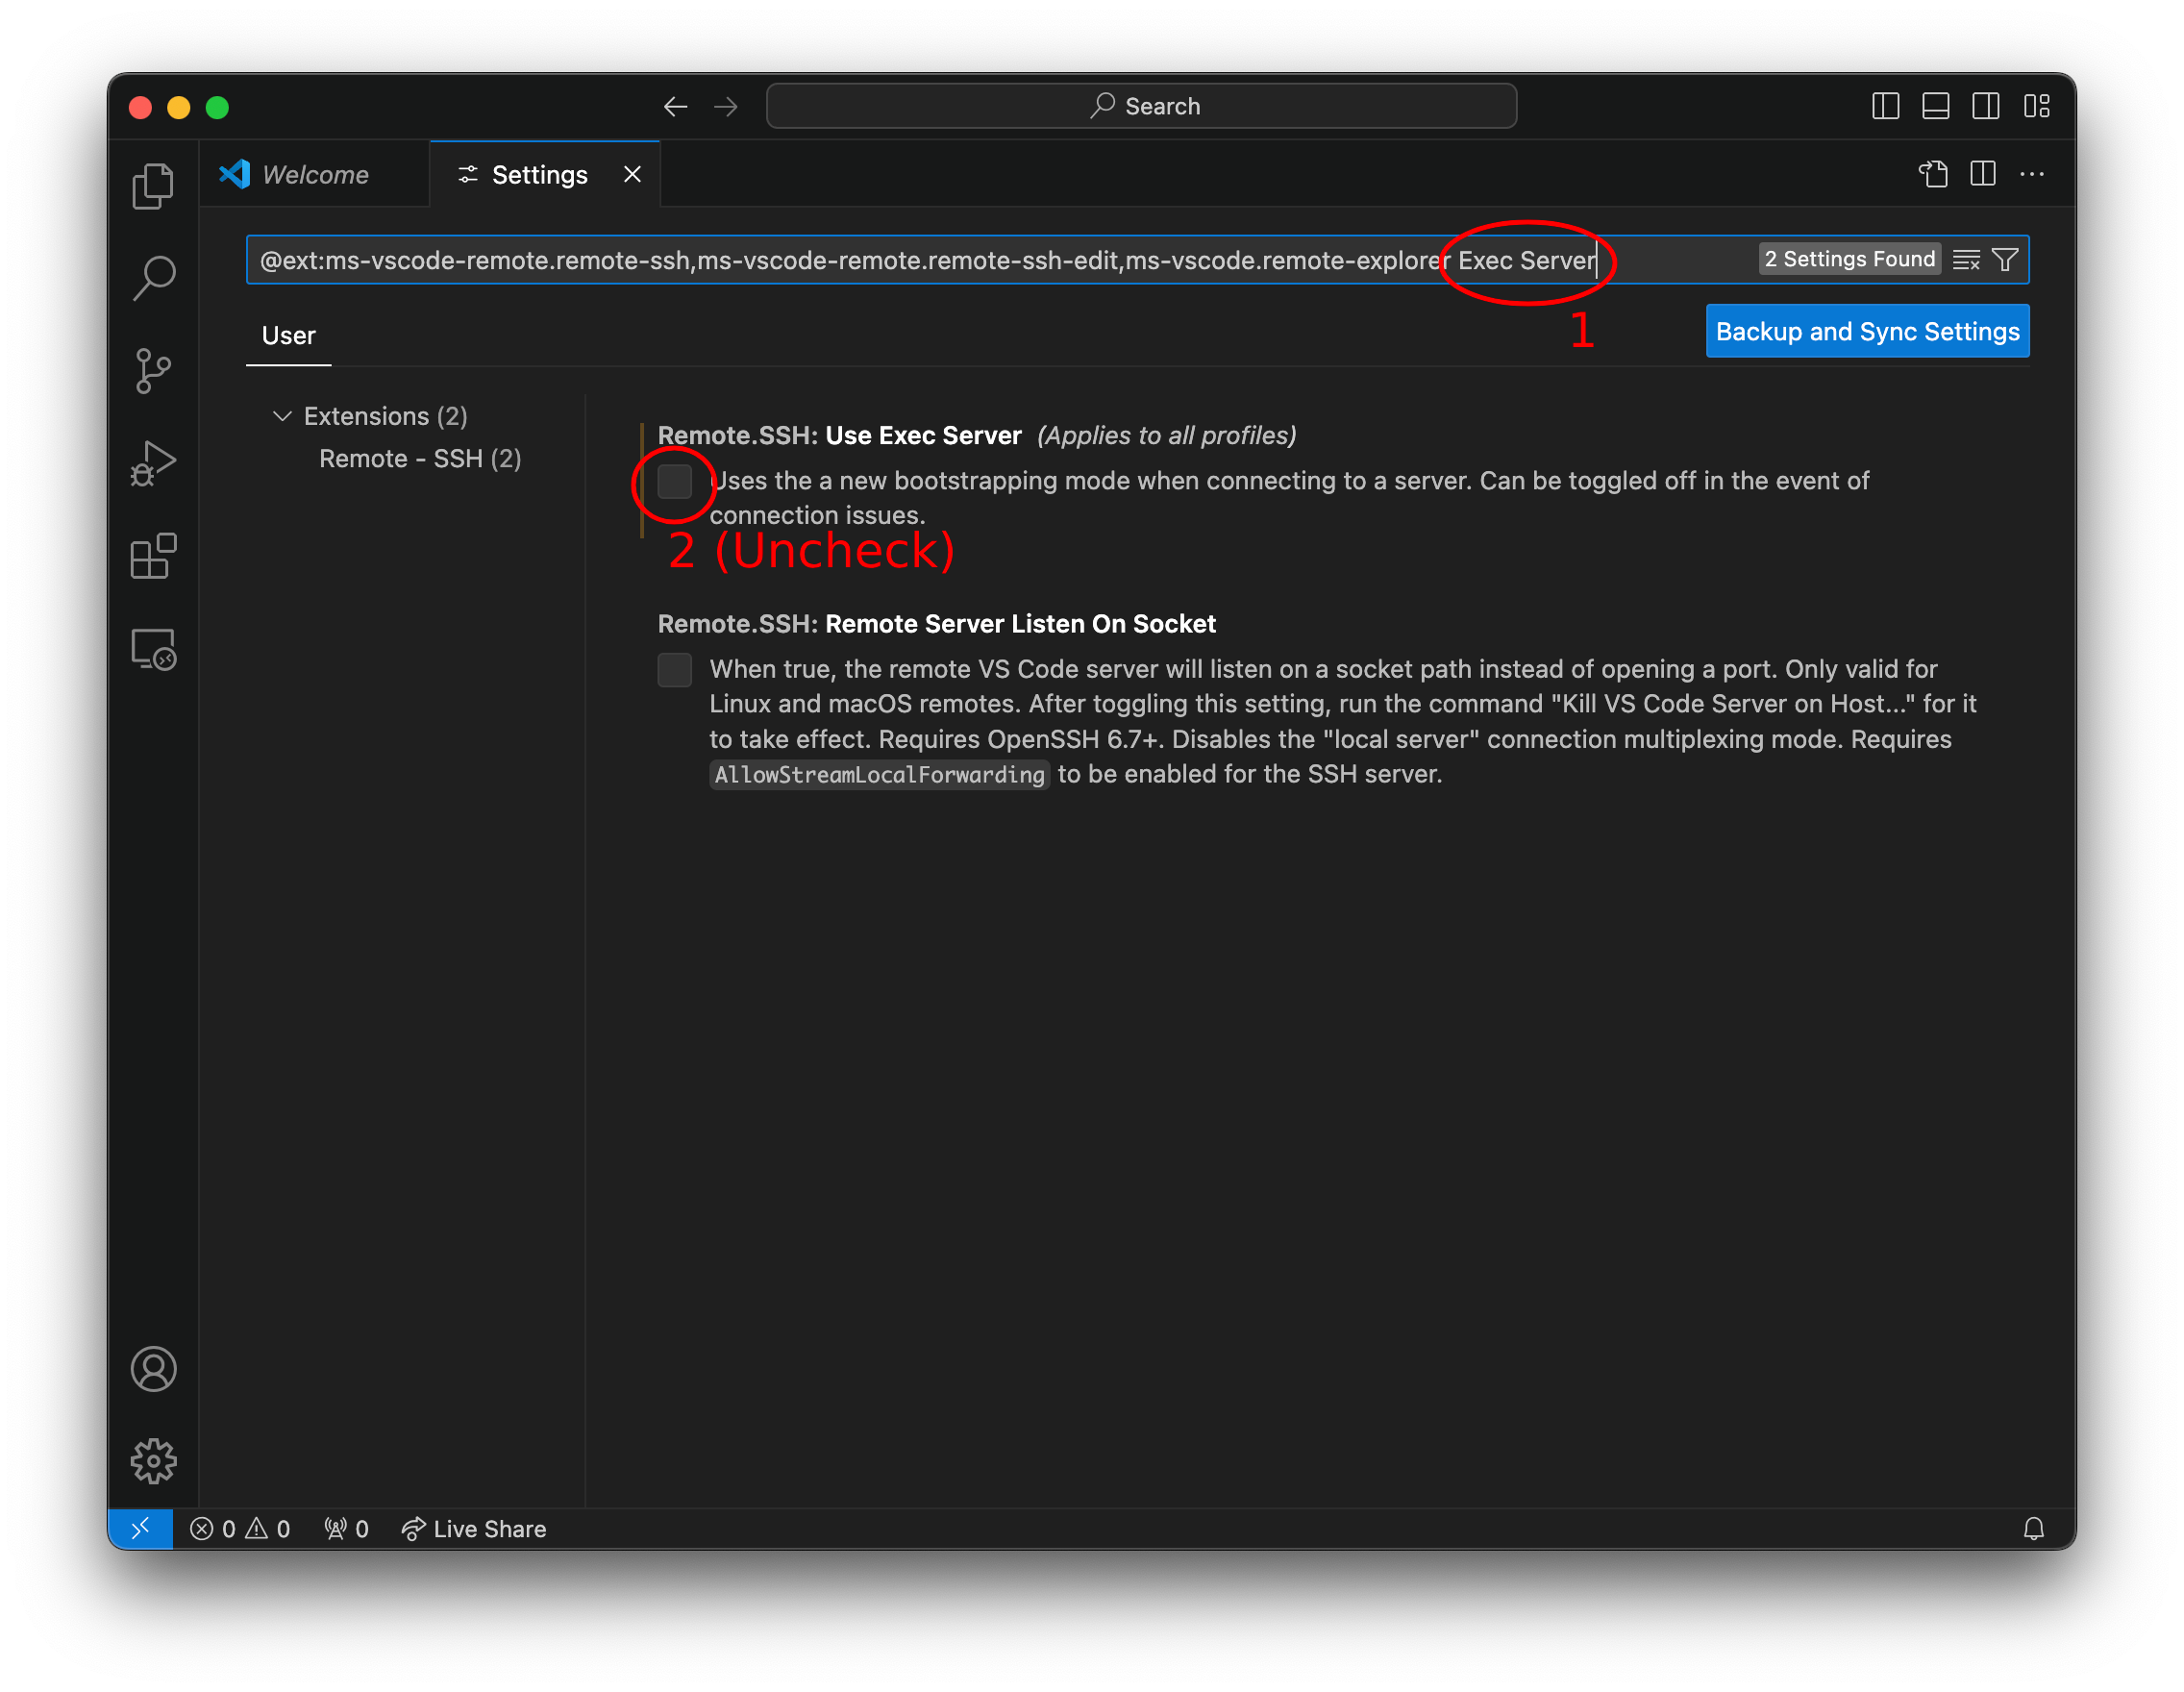 Search
Welcome
Settings
@ext:ms-vscode-remote.remote-ssh,ms-vscode-remote.remote-ssh-edit,ms-vscode.remote-explorer Exec Server
2 Settings Found
1
User
Backup and Sync Settings
Extensions (2)
Remote - SSH (2)
Remote.SSH: Use Exec Server (Applies to all profiles)
Uses the a new bootstrapping mode when connecting to a server. Can be toggled off in the event of
connection issues.
2 (Uncheck)
Remote.SSH: Remote Server Listen On Socket
When true, the remote VS Code server will listen on a socket path instead of opening a port. Only valid for
Linux and macOS remotes. After toggling this setting, run the command "Kill VS Code Server on Host..." for it
to take effect. Requires OpenSSH 6.7+. Disables the "local server" connection multiplexing mode. Requires
AllowStreamLocalForwarding to be enabled for the SSH server.
0 0 0 Live Share